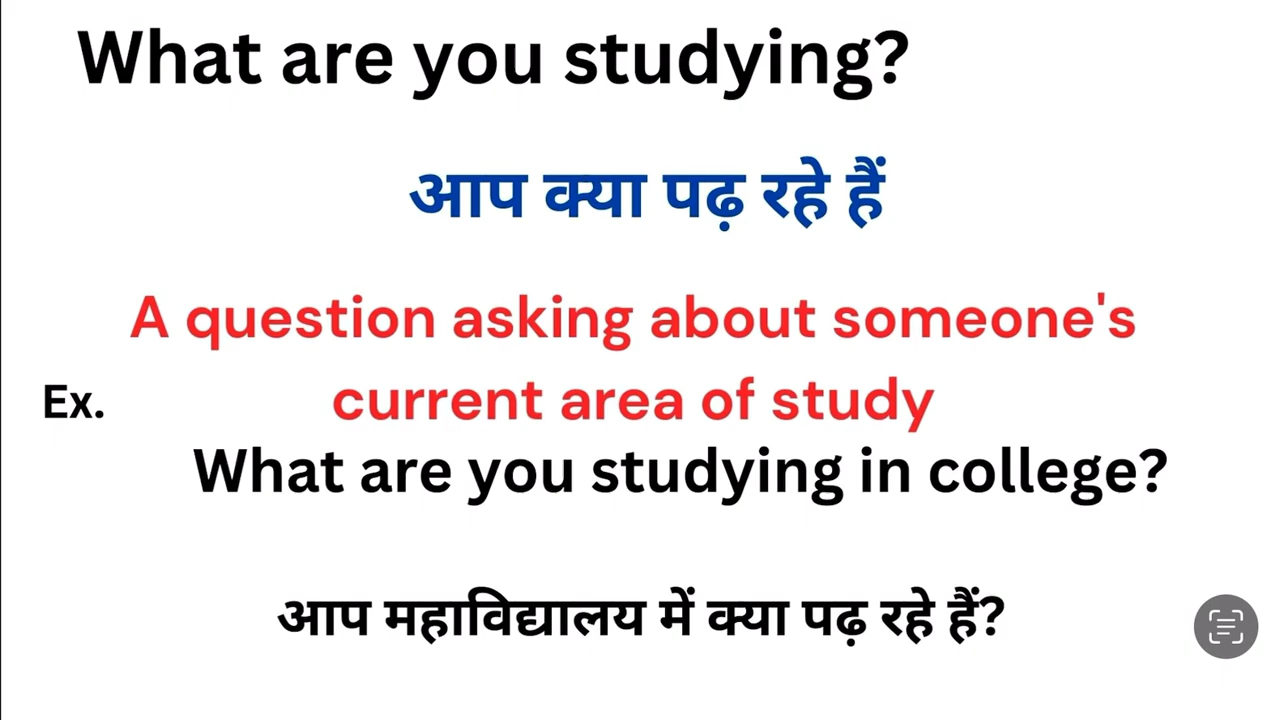 What are you studying?
आप क्या पढ़ रहे हैं
A question asking about someone's
current area of study
Ex.
What are you studying in college?
आप महाविद्यालय में क्या पढ़ रहे हैं?